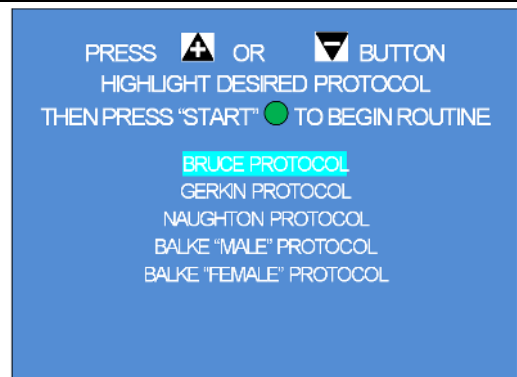 PRESS + OR − BUTTON
HIGHLIGHT DESIRED PROTOCOL
THEN PRESS "START" TO BEGIN ROUTINE
BRUCE PROTOCOL
GERKIN PROTOCOL
NAUGHTON PROTOCOL
BALKE "MALE" PROTOCOL
BALKE "FEMALE" PROTOCOL